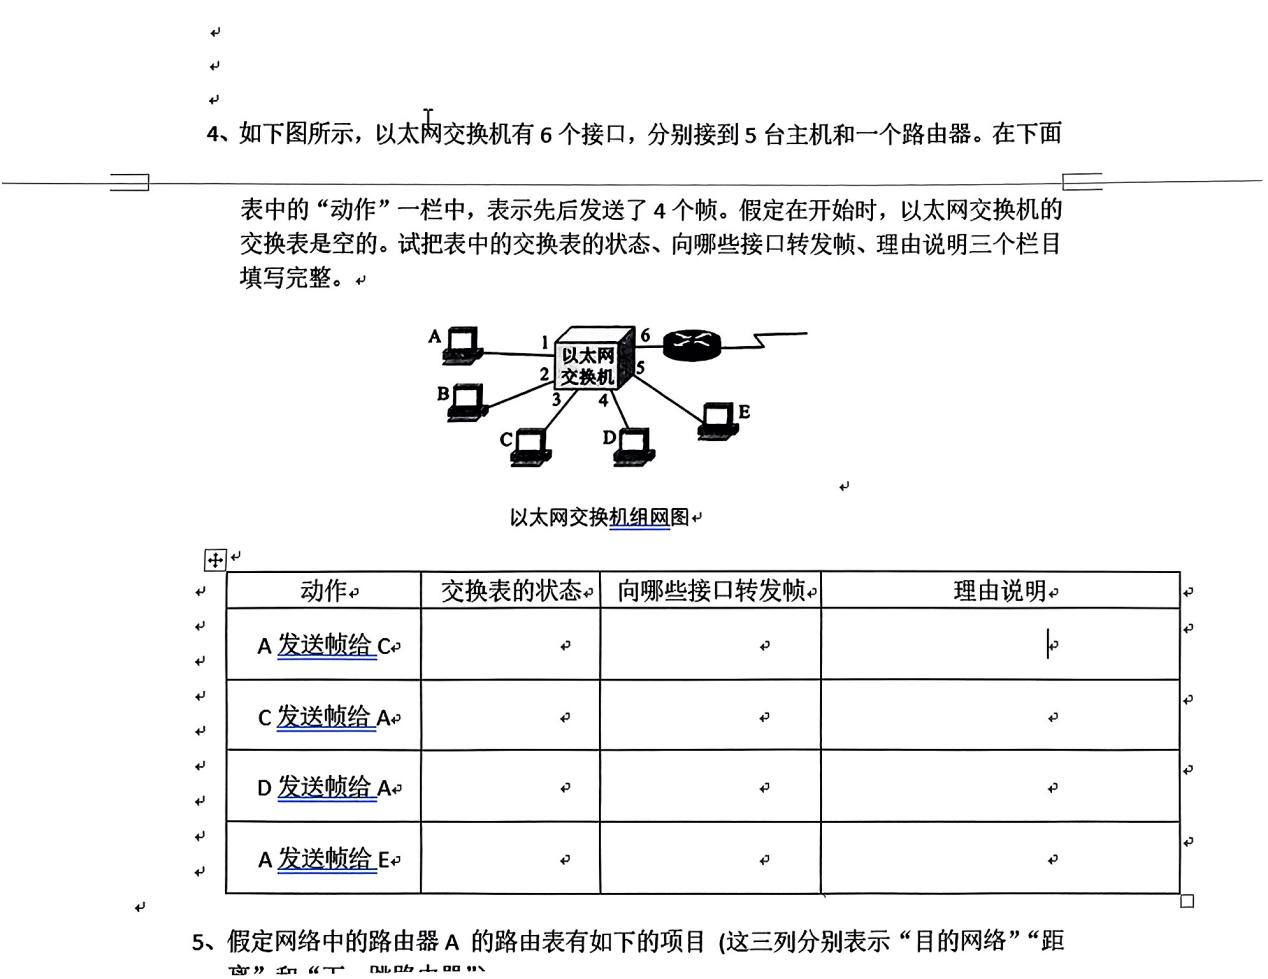 4、如下图所示，以太网交换机有 6 个接口，分别接到 5 台主机和一个路由器。在下面
表中的“动作”一栏中，表示先后发送了 4 个帧。假定在开始时，以太网交换机的
交换表是空的。试把表中的交换表的状态、向哪些接口转发帧、理由说明三个栏目
填写完整。
A 1 以太网交换机 6
B 2 5
3 4 E
C D
以太网交换机组网图
动作 交换表的状态 向哪些接口转发帧 理由说明
A 发送帧给 C
C 发送帧给 A
D 发送帧给 A
A 发送帧给 E
5、假定网络中的路由器 A 的路由表有如下的项目 (这三列分别表示“目的网络”“距